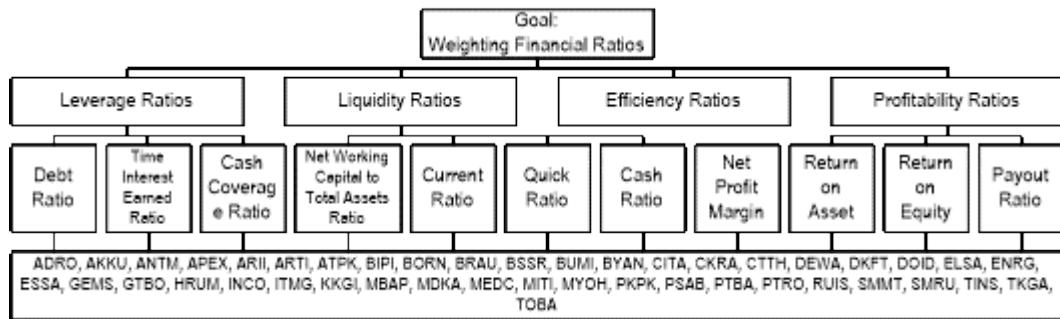 Goal:
Weighting Financial Ratios
Leverage Ratios
Liquidity Ratios
Efficiency Ratios
Profitability Ratios
Debt
Ratio
Time
Interest
Earned
Ratio
Cash
Coverag
e Ratio
Net Working
Capital to
Total Assets
Ratio
Current
Ratio
Quick
Ratio
Cash
Ratio
Net
Profit
Margin
Return
on
Asset
Return
on
Equity
Payout
Ratio
ADRO, AKKU, ANTM, APEX, ARII, ARTI, ATPK, BIPI, BORN, BRAU, BSSR, BUMI, BYAN, CITA, CKRA, CTTH, DEWA, DKFT, DOID, ELSA, ENRG,
ESSA, GEMS, GTBO, HRUM, INCO, ITMG, KKGI, MBAP, MDKA, MEDC, MITI, MYOH, PKPK, PSAB, PTBA, PTRO, RUIS, SMMT, SMRU, TINS, TKGA,
TOBA